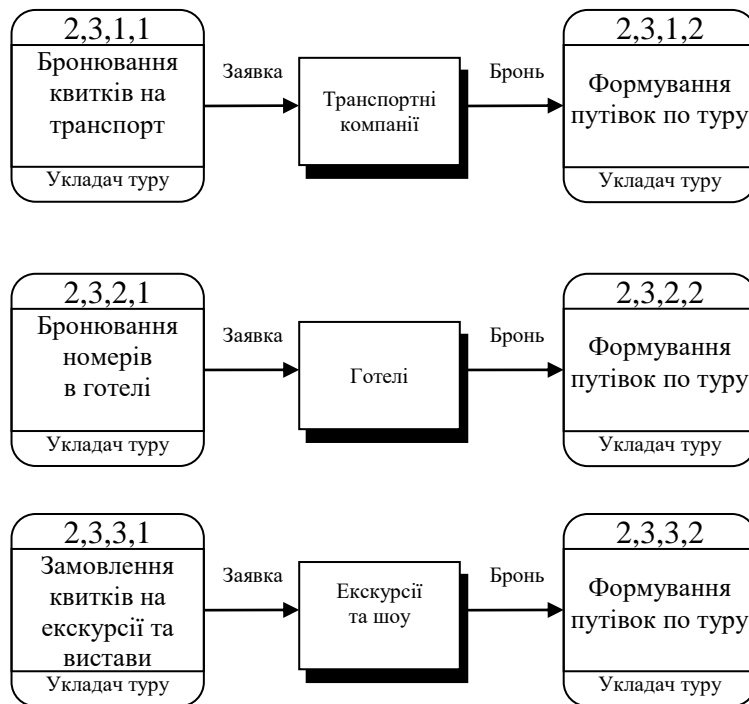 2,3,1,1
Бронювання
квитків на
транспорт
Укладач туру
Заявка
Транспортні
компанії
Бронь
2,3,1,2
Формування
путівок по туру
Укладач туру
2,3,2,1
Бронювання
номерів
в готелі
Укладач туру
Заявка
Готелі
Бронь
2,3,2,2
Формування
путівок по туру
Укладач туру
2,3,3,1
Замовлення
квитків на
екскурсії та
вистави
Укладач туру
Заявка
Екскурсії
та шоу
Бронь
2,3,3,2
Формування
путівок по туру
Укладач туру